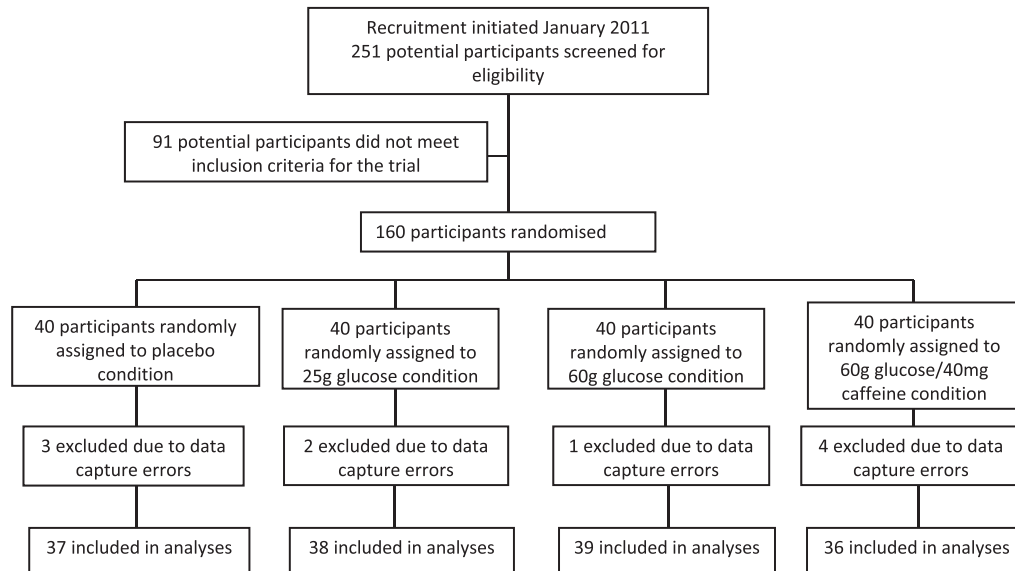 Recruitment initiated January 2011
251 potential participants screened for
eligibility
91 potential participants did not meet
inclusion criteria for the trial
160 participants randomised
40 participants randomly
assigned to placebo
condition
40 participants
randomly assigned to
25g glucose condition
40 participants
randomly assigned to
60g glucose condition
40 participants
randomly assigned to
60g glucose/40mg
caffeine condition
3 excluded due to data
capture errors
2 excluded due to data
capture errors
1 excluded due to data
capture errors
4 excluded due to data
capture errors
37 included in analyses
38 included in analyses
39 included in analyses
36 included in analyses